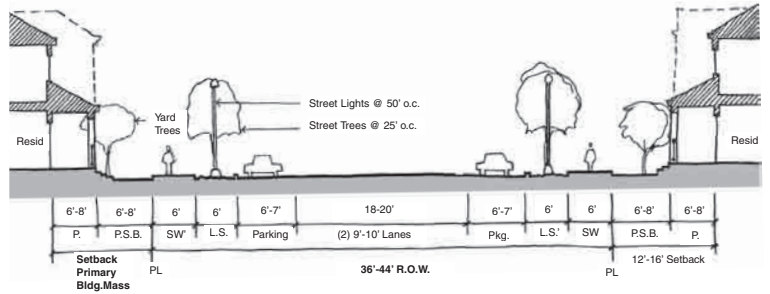 Street Lights @ 50' o.c.
Yard
Trees
Street Trees @ 25' o.c.
Resid
Resid
6'-8' 6'-8' 6' 6' 6'-7' 18-20' 6'-7' 6' 6' 6'-8' 6'-8'
P. P.S.B. SW' L.S. Parking (2) 9'-10' Lanes Pkg. L.S.' SW P.S.B. P.
Setback
Primary
Bldg.Mass
PL
36'-44' R.O.W.
PL
12'-16' Setback